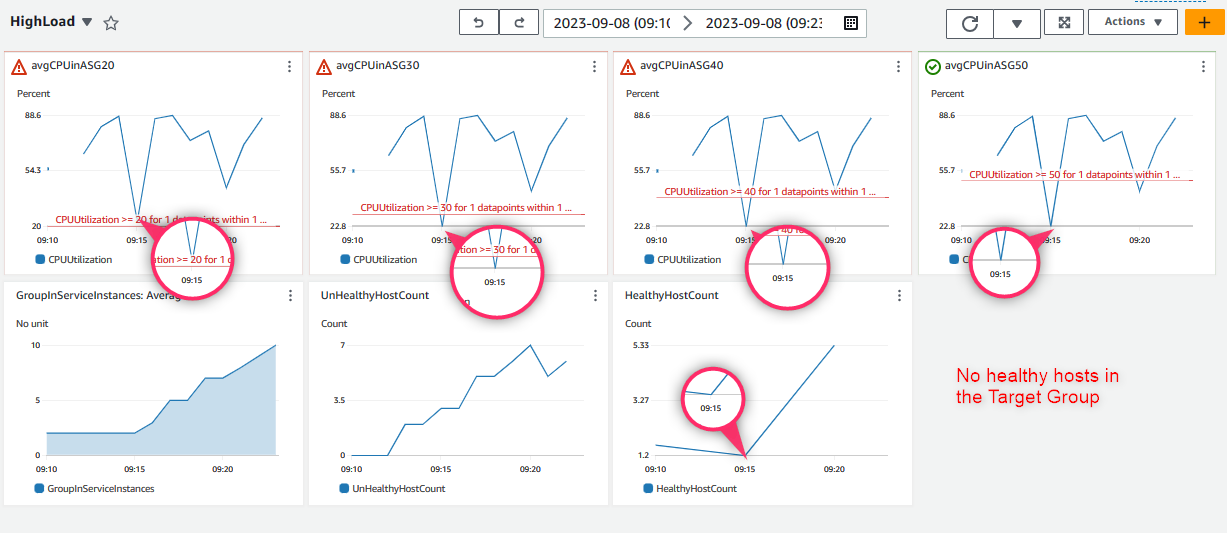 HighLoad
2023-09-08 (09:10
2023-09-08 (09:23
Actions
avgCPUinASG20
Percent
88.6
54.3
20
CPUUtilization >= 20 for 1 datapoints within 1 ...
09:10
09:15
CPUUtilization
ation >= 20 for 1 d
09:15
avgCPUinASG30
Percent
88.6
55.7
22.8
CPUUtilization >= 30 for 1 datapoints within 1 ...
09:10
09:15
09:20
CPUUtilization
tion >= 30 for 1 d
09:15
avgCPUinASG40
Percent
88.6
55.7
22.8
CPUUtilization >= 40 for 1 datapoints within 1 ...
09:10
09:15
09:20
CPUUtilization
09:15
avgCPUinASG50
Percent
88.6
55.7
22.8
CPUUtilization >= 50 for 1 datapoints within 1 ...
09:10
09:15
09:20
09:15
GroupInServiceInstances: Averag
No unit
10
5
0
09:10
09:15
09:20
GroupInServiceInstances
UnHealthyHostCount
Count
7
3.5
0
09:10
09:15
09:20
UnHealthyHostCount
HealthyHostCount
Count
5.33
3.27
1.2
09:15
09:10
09:15
09:20
HealthyHostCount
No healthy hosts in
the Target Group